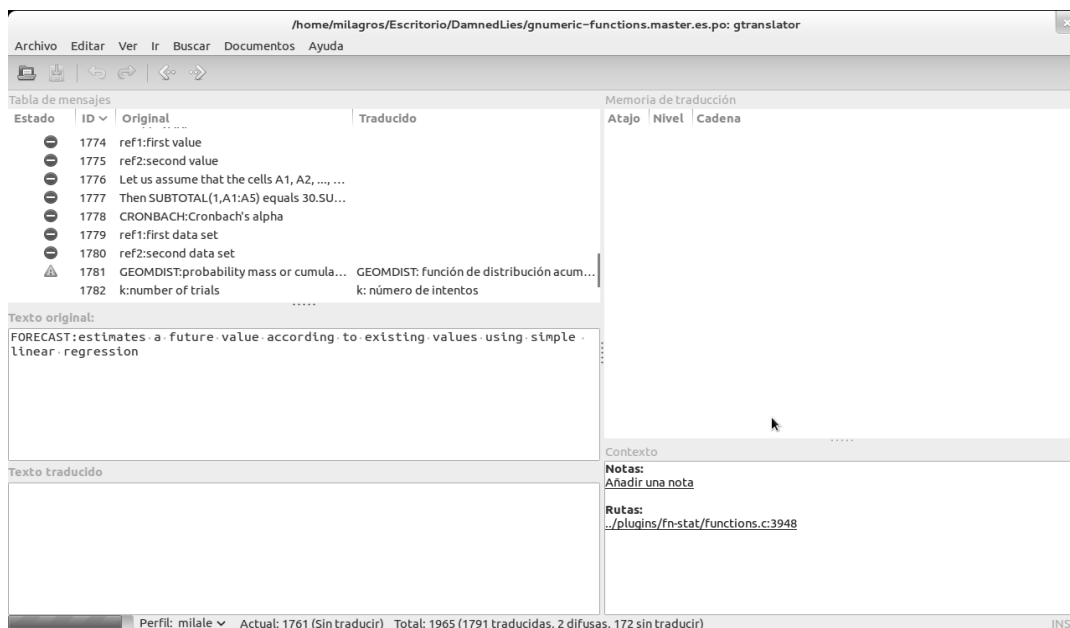 /home/milagros/Escritorio/DamnedLies/gnumeric-functions.master.es.po: gtranslator
Archivo Editar Ver Ir Buscar Documentos Ayuda
Tabla de mensajes
Estado ID Original Traducido
1774 ref1:first value
1775 ref2:second value
1776 Let us assume that the cells A1, A2, ..., ...
1777 Then SUBTOTAL(1,A1:A5) equals 30.SU...
1778 CRONBACH:Cronbach's alpha
1779 ref1:first data set
1780 ref2:second data set
1781 GEOMDIST:probability mass or cumula... GEOMDIST: función de distribución acum...
1782 k:number of trials k: número de intentos
Texto original:
FORECAST:estimates·a·future·value·according·to·existing·values·using·simple·
linear·regression
Texto traducido
Memoria de traducción
Atajo Nivel Cadena
Contexto
Notas:
Añadir una nota
Rutas:
../plugins/fn-stat/functions.c:3948
Perfil: milale Actual: 1761 (Sin traducir) Total: 1965 (1791 traducidas, 2 difusas, 172 sin traducir) INS